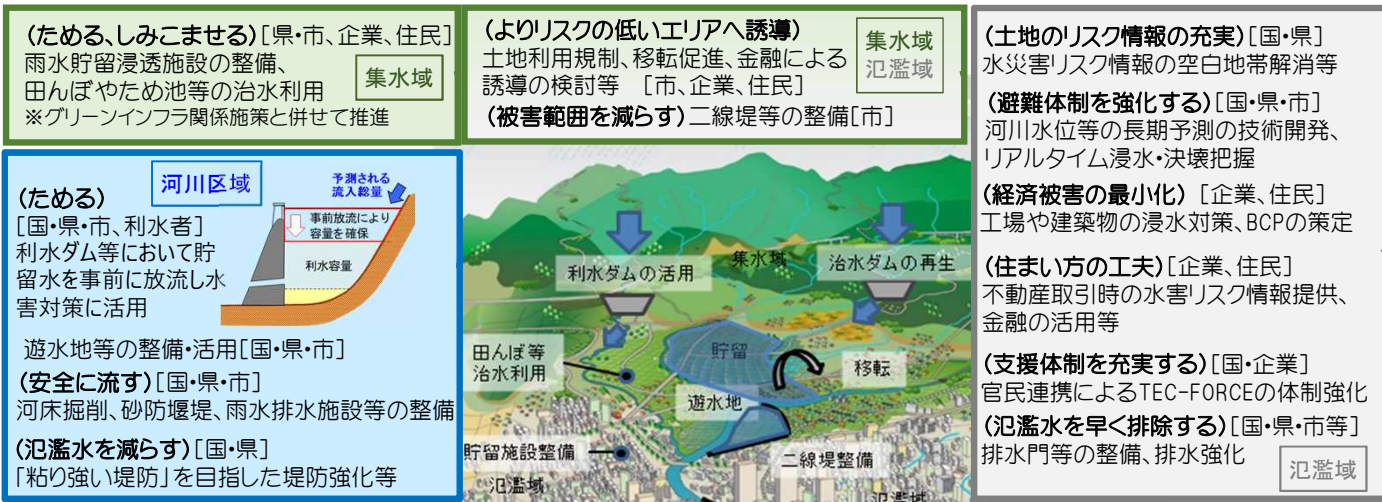 (ためる、しみこませる)[県・市、企業、住民]
雨水貯留浸透施設の整備、
田んぼやため池等の治水利用
※グリーンインフラ関係施策と併せて推進
集水域
(よりリスクの低いエリアへ誘導)
土地利用規制、移転促進、金融による
誘導の検討等 [市、企業、住民]
(被害範囲を減らす)二線堤等の整備[市]
集水域
氾濫域
河川区域
(ためる)
[国・県・市、利水者]
利水ダム等において貯
留水を事前に放流し水
害対策に活用
予測される
流入総量
事前放流により
容量を確保
利水容量
遊水地等の整備・活用[国・県・市]
(安全に流す)[国・県・市]
河床掘削、砂防堰堤、雨水排水施設等の整備
(氾濫水を減らす)[国・県]
「粘り強い堤防」を目指した堤防強化等
利水ダムの活用
集水域
治水ダムの再生
田んぼ等
治水利用
貯留
移転
遊水地
貯留施設整備
二線堤整備
氾濫域
氾濫域
(土地のリスク情報の充実)[国・県]
水災害リスク情報の空白地帯解消等
(避難体制を強化する)[国・県・市]
河川水位等の長期予測の技術開発、
リアルタイム浸水・決壊把握
(経済被害の最小化) [企業、住民]
工場や建築物の浸水対策、BCPの策定
(住まい方の工夫)[企業、住民]
不動産取引時の水害リスク情報提供、
金融の活用等
(支援体制を充実する)[国・企業]
官民連携によるTEC-FORCEの体制強化
(氾濫水を早く排除する)[国・県・市等]
排水門等の整備、排水強化
氾濫域